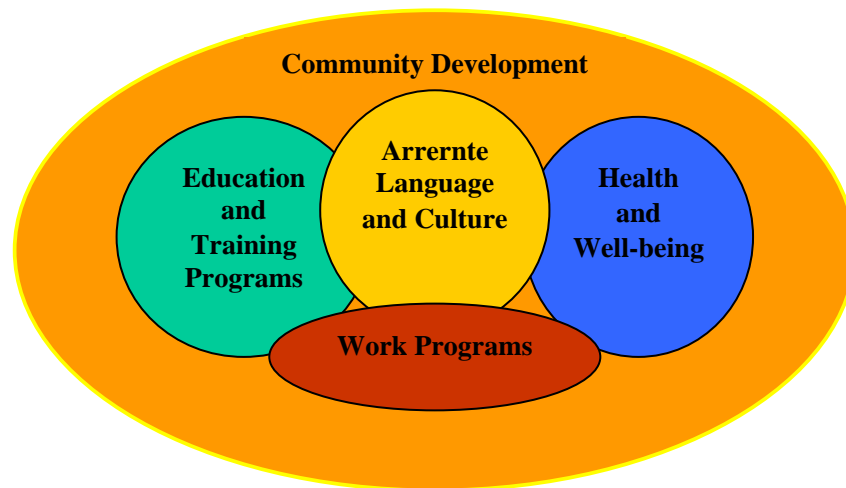 Community Development
Education
and
Training
Programs
Arrernte
Language
and Culture
Health
and
Well-being
Work Programs